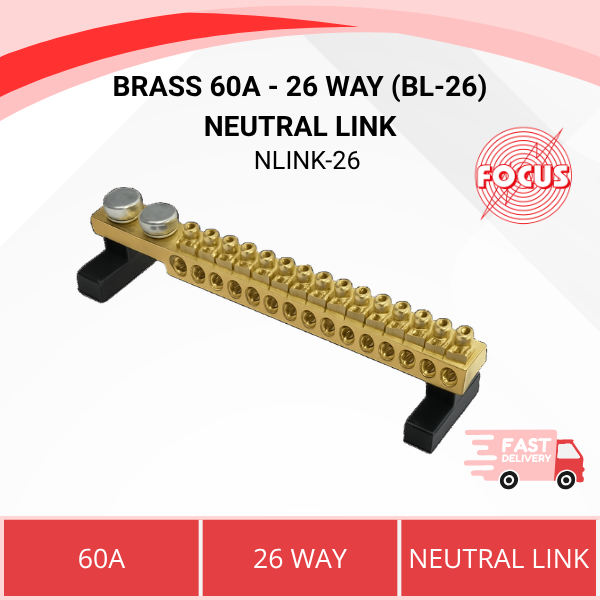 BRASS 60A - 26 WAY (BL-26)
NEUTRAL LINK
NLINK-26
FOCUS
FAST
DELIVERY
60A
26 WAY
NEUTRAL LINK